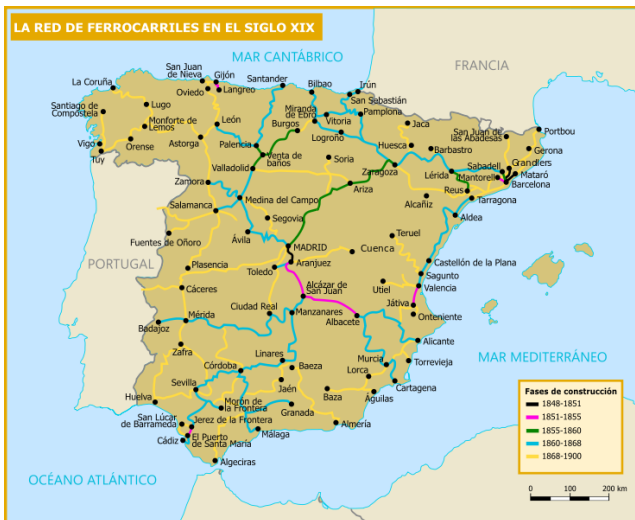 LA RED DE FERROCARRILES EN EL SIGLO XIX
MAR CANTÁBRICO
FRANCIA
San Juan
de Nieva
Gijón
Santander
Bilbao
Irún
La Coruña
Oviedo
Langreo
San Subastián
Lugo
Miranda
de Ebro
Vitoria
Pamplona
Santiago de
Compostela
Monforte de
Lemos
León
Burgos
Logroño
Jaca
San Juan de
las Abadesas
Portbou
Vigo
Tuy
Orense
Astorga
Palencia
Venta de
baños
Soria
Huesca
Barbastro
Gerona
Valladolid
Zaragoza
Lérida
Sabadell
Granollers
Mantorell
Mataró
Barcelona
Zamora
Ariza
Reus
Tarragona
Salamanca
Medina del Campo
Alcañiz
Segovia
Aldea
Fuentes de Oñoro
Ávila
MADRID
Teruel
Cuenca
PORTUGAL
Plasencia
Toledo
Aranjuez
Castellón de la Plana
Sagunto
Cáceres
Alcázar de
San Juan
Utiel
Valencia
Ciudad Real
Manzanares
Játiva
Badajoz
Mérida
Albacete
Onteniente
Zafra
Alicante
MAR MEDITERRÁNEO
Linares
Córdoba
Baeza
Murcia
Torrevieja
Sevilla
Jaén
Lorca
Huelva
Morón de
la Frontera
Baza
Cartagena
Águilas
San Lúcar
de Barrameda
Granada
Jerez de la Frontera
Almería
Cádiz
El Puerto
de Santa María
Málaga
Algeciras
OCÉANO ATLÁNTICO
Fases de construcción
1848-1851
1851-1855
1855-1860
1860-1868
1868-1900
0 50 100 200 km